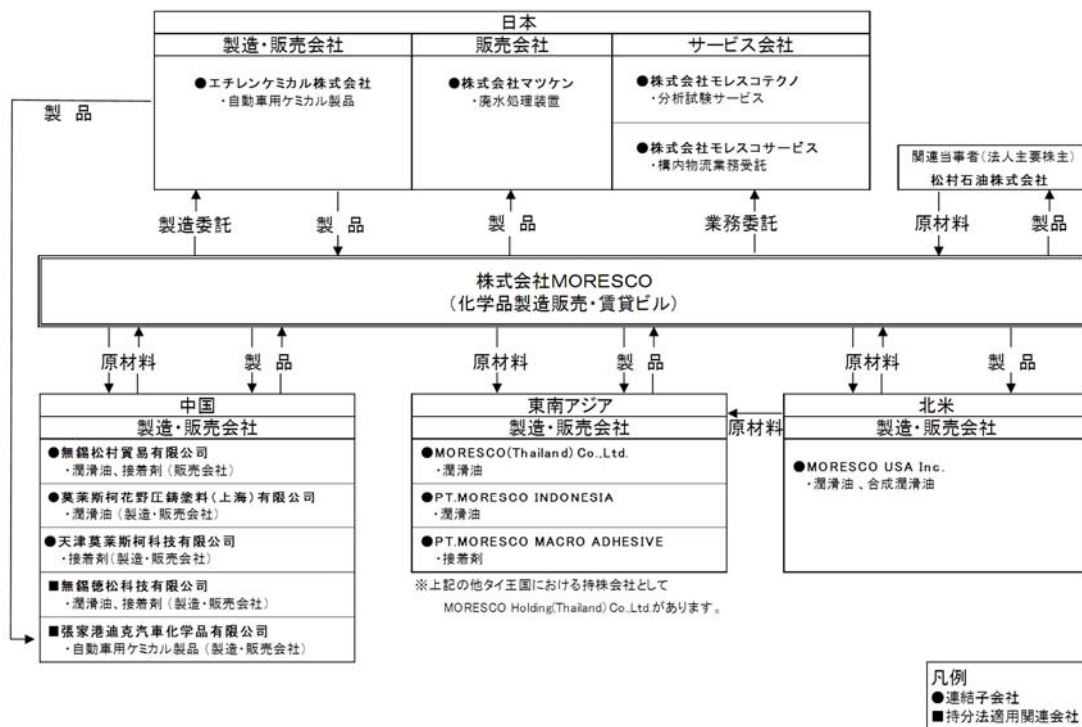 日本
製造・販売会社
販売会社
サービス会社
●エチレンケミカル株式会社
・自動車用ケミカル製品
●株式会社マツケン
・廃水処理装置
●株式会社モレスコテクノ
・分析試験サービス
●株式会社モレスコサービス
・構内物流業務受託
製品
関連当事者(法人主要株主)
松村石油株式会社
製造委託
製品
製品
業務委託
原材料
製品
株式会社MORESCO
(化学品製造販売・賃貸ビル)
原材料
製品
原材料
製品
原材料
製品
中国
製造・販売会社
●無錫松村貿易有限公司
・潤滑油、接着剤(販売会社)
●莫莱斯柯花野圧鋳塗料(上海)有限公司
・潤滑油(製造・販売会社)
●天津莫莱斯柯科技有限公司
・接着剤(製造・販売会社)
■無錫徳松科技有限公司
・潤滑油、接着剤(製造・販売会社)
■張家港迪克汽車化学品有限公司
・自動車用ケミカル製品(製造・販売会社)
東南アジア
製造・販売会社
●MORESCO(Thailand) Co.,Ltd.
・潤滑油
●PT.MORESCO INDONESIA
・潤滑油
●PT.MORESCO MACRO ADHESIVE
・接着剤
※上記の他タイ王国における持株会社として
MORESCO Holding(Thailand) Co.,Ltd.があります。
原材料
北米
製造・販売会社
●MORESCO USA Inc.
・潤滑油、合成潤滑油
凡例
●連結子会社
■持分法適用関連会社